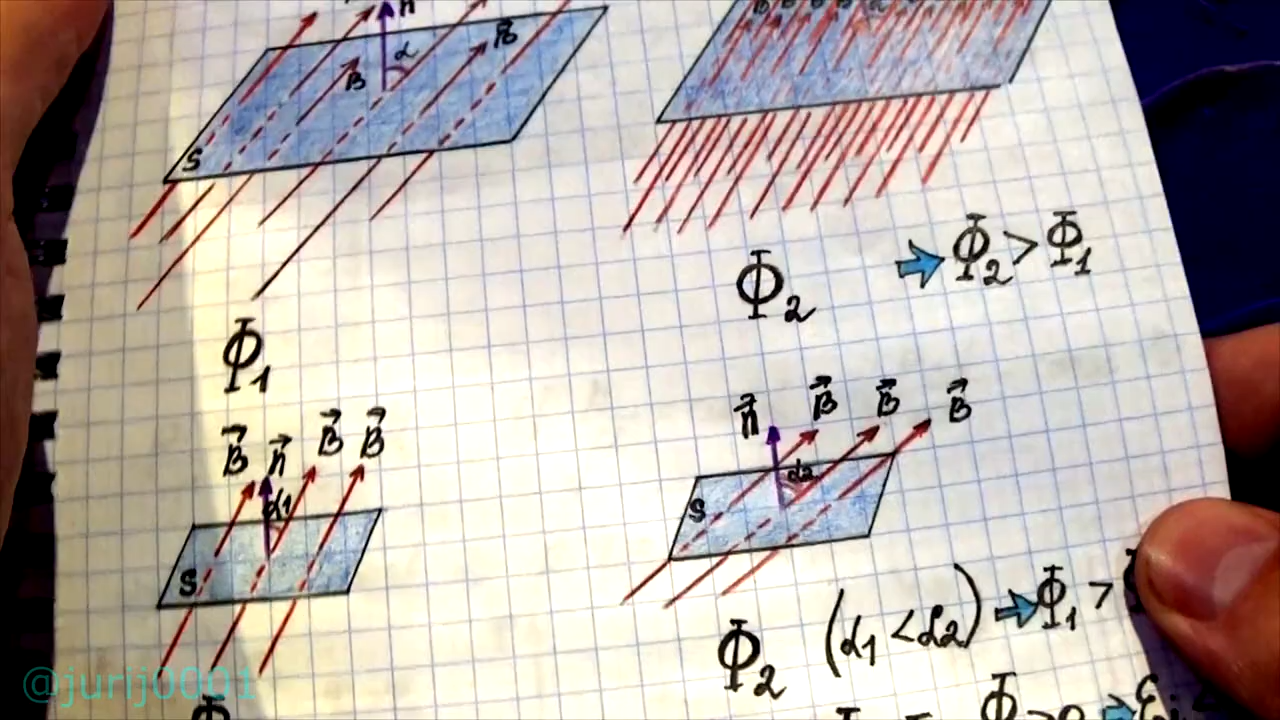 n⃗
α
B
B
S
Φ₂ > Φ₁
Φ₂
Φ₁
B⃗ n⃗ B⃗ B⃗
α₁
S
n⃗ B⃗ B⃗ B⃗
α₂
S
Φ₂ (α₁ < α₂) Φ₁ >
@jurij0001